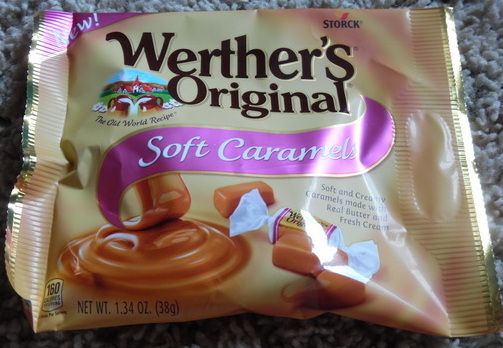 New!
STORCK®
Werther's
Original
The Old World Recipe®
Soft Caramels
Soft and Creamy
Caramels made with
Real Butter and
Fresh Cream
160
CALORIES
NET WT. 1.34 OZ. (38g)